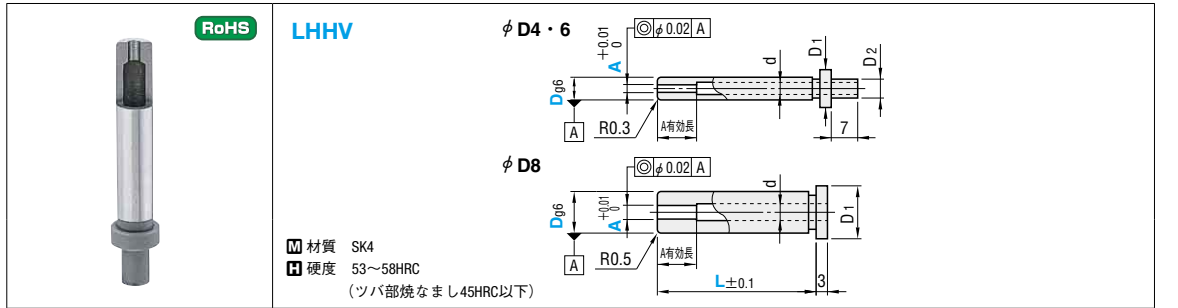 RoHS
LHHV
φD4・6
◎ φ0.02 A
A +0.01 0
d
D1
D2
Dg6
A
R0.3
A有効長
7
φD8
◎ φ0.02 A
A +0.01 0
d
D1
Dg6
A
R0.5
A有効長
L±0.1
3
M 材質 SK4
H 硬度 53～58HRC
（ツバ部焼なまし45HRC以下）